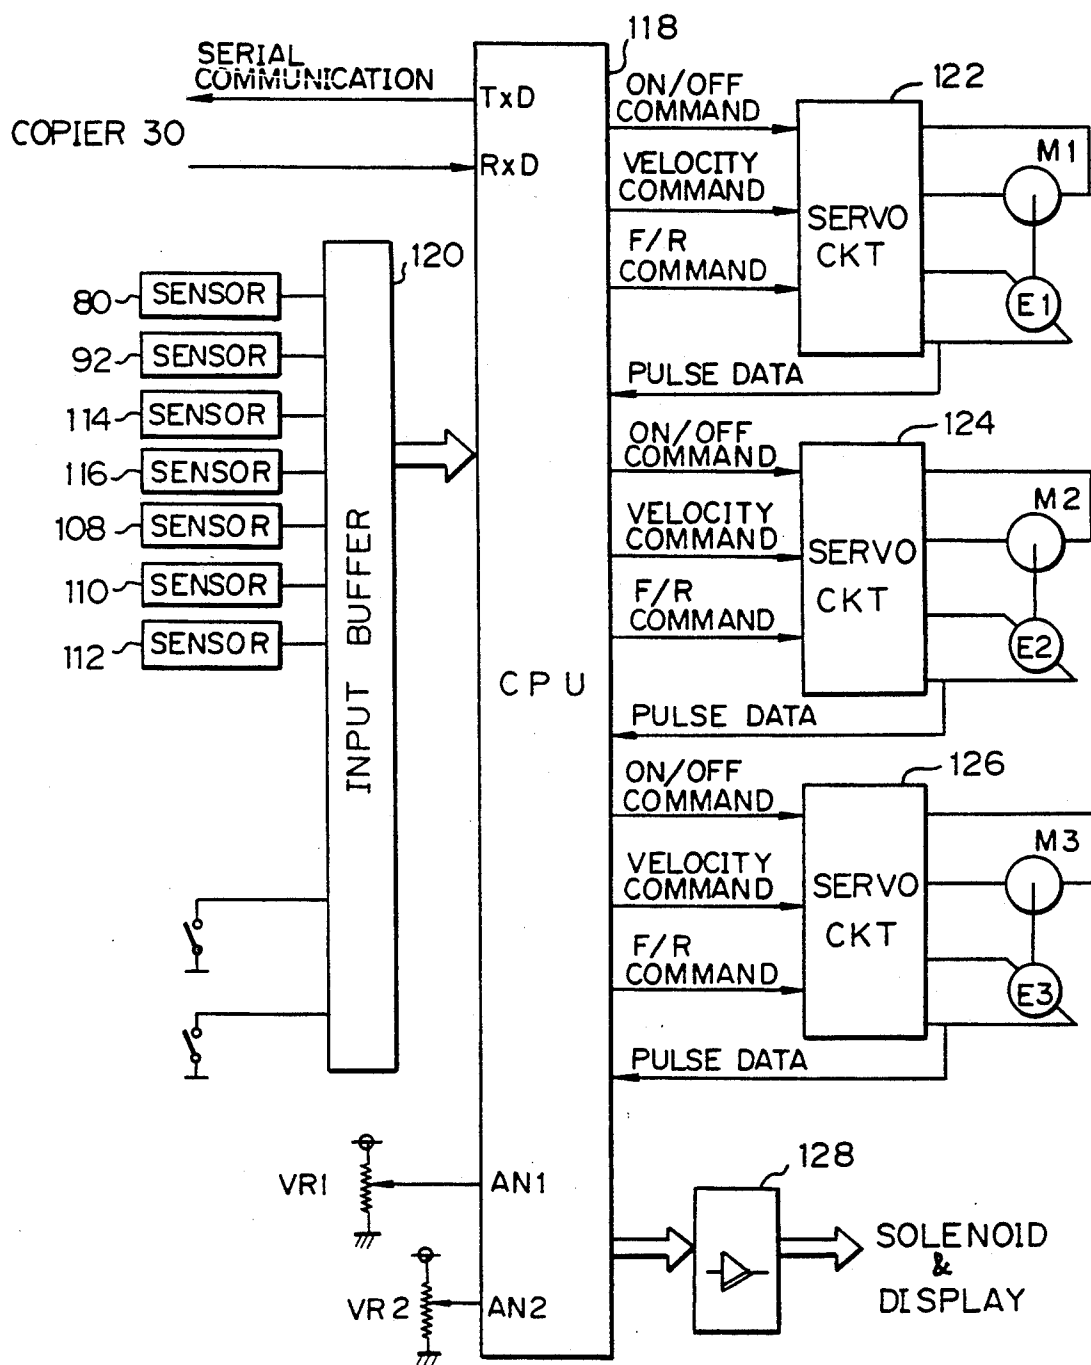 118
SERIAL
COMMUNICATION
TxD
COPIER 30
RxD
ON/OFF
COMMAND
VELOCITY
COMMAND
F/R
COMMAND
PULSE DATA
122
SERVO
CKT
M1
E1
120
80 SENSOR
92 SENSOR
114 SENSOR
116 SENSOR
108 SENSOR
110 SENSOR
112 SENSOR
INPUT BUFFER
CPU
ON/OFF
COMMAND
VELOCITY
COMMAND
F/R
COMMAND
PULSE DATA
124
SERVO
CKT
M2
E2
ON/OFF
COMMAND
VELOCITY
COMMAND
F/R
COMMAND
PULSE DATA
126
SERVO
CKT
M3
E3
VR1
AN1
VR2
AN2
128
SOLENOID
&
DISPLAY